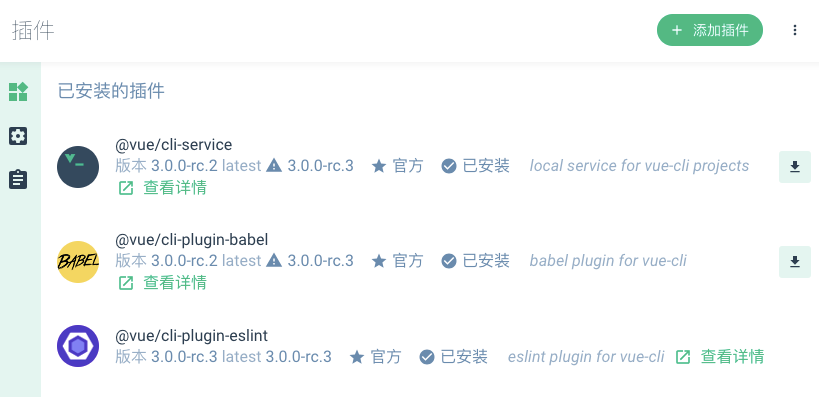 插件
添加插件
已安装的插件
@vue/cli-service
版本 3.0.0-rc.2 latest 3.0.0-rc.3 官方 已安装 local service for vue-cli projects
查看详情
@vue/cli-plugin-babel
BABEL
版本 3.0.0-rc.2 latest 3.0.0-rc.3 官方 已安装 babel plugin for vue-cli
查看详情
@vue/cli-plugin-eslint
版本 3.0.0-rc.3 latest 3.0.0-rc.3 官方 已安装 eslint plugin for vue-cli 查看详情